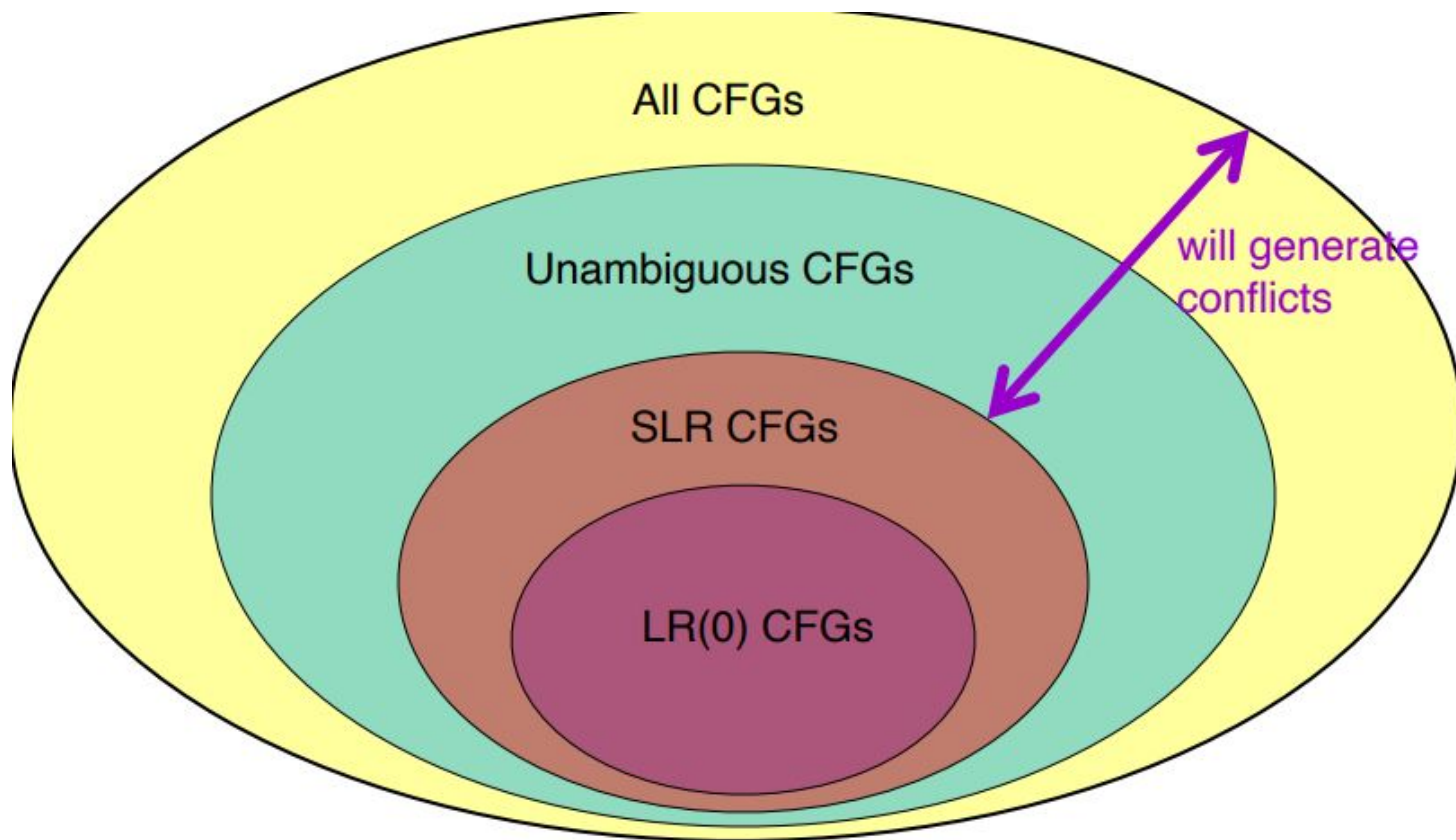 All CFGs
will generate
conflicts
Unambiguous CFGs
SLR CFGs
LR(0) CFGs